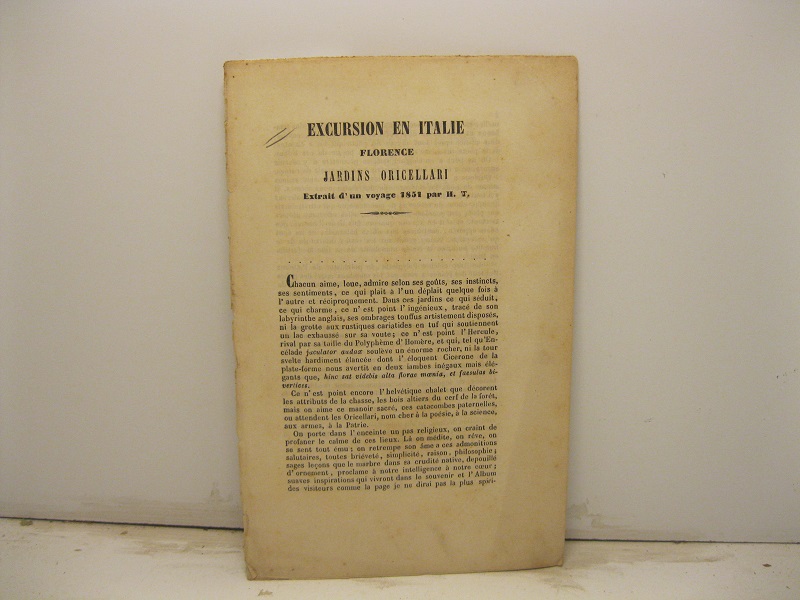 EXCURSION EN ITALIE
FLORENCE
JARDINS ORICELLARI
Extrait d'un voyage 1851 par H. T,
Chacun aime, loue, admire selon ses goûts, ses instincts,
ses sentiments, ce qui plait à l'un déplait quelque fois à
l'autre et réciproquement. Dans ces jardins ce qui séduit,
ce qui charme, ce n'est point l'ingénieux, tracé de son
labyrinthe anglais, ses ombrages touffus artistement disposés,
ni la grotte aux rustiques cariatides en tuf qui soutiennent
un lac exhaussé sur sa voute; ce n'est point l'Hercule,
rival par sa taille du Polyphème d'Homère, et qui, tel qu'En-
célade jaculator audax soulève un énorme rocher, ni la tour
svelte hardiment élancée dont l'éloquent Cicerone de la
plate-forme nous avertit en deux iambes inégaux mais élé-
gants que, hinc sat videbis alta florae mœnia, et faesulas bi-
vertices.
Ce n'est point encore l'helvétique chalet que décorent
les attributs de la chasse, les bois altiers du cerf de la forêt,
mais on aime ce manoir sacré, ces catacombes paternelles,
ou attendent les Oricellari, nom cher à la poésie, à la science,
aux armes, à la Patrie.
On porte dans l'enceinte un pas religieux, on craint de
profaner le calme de ces lieux. Là on médite, on rêve, on
se sent tout ému; on retrempe son âme a ces admonitions
salutaires, toutes brièveté, simplicité, raison, philosophie;
sages leçons que le marbre dans sa crudité native, dépouillé
d'ornement, proclame à notre intelligence à notre cœur;
suaves inspirations qui vivront dans le souvenir et l'Album
des visiteurs comme la page je ne dirai pas la plus spiri-